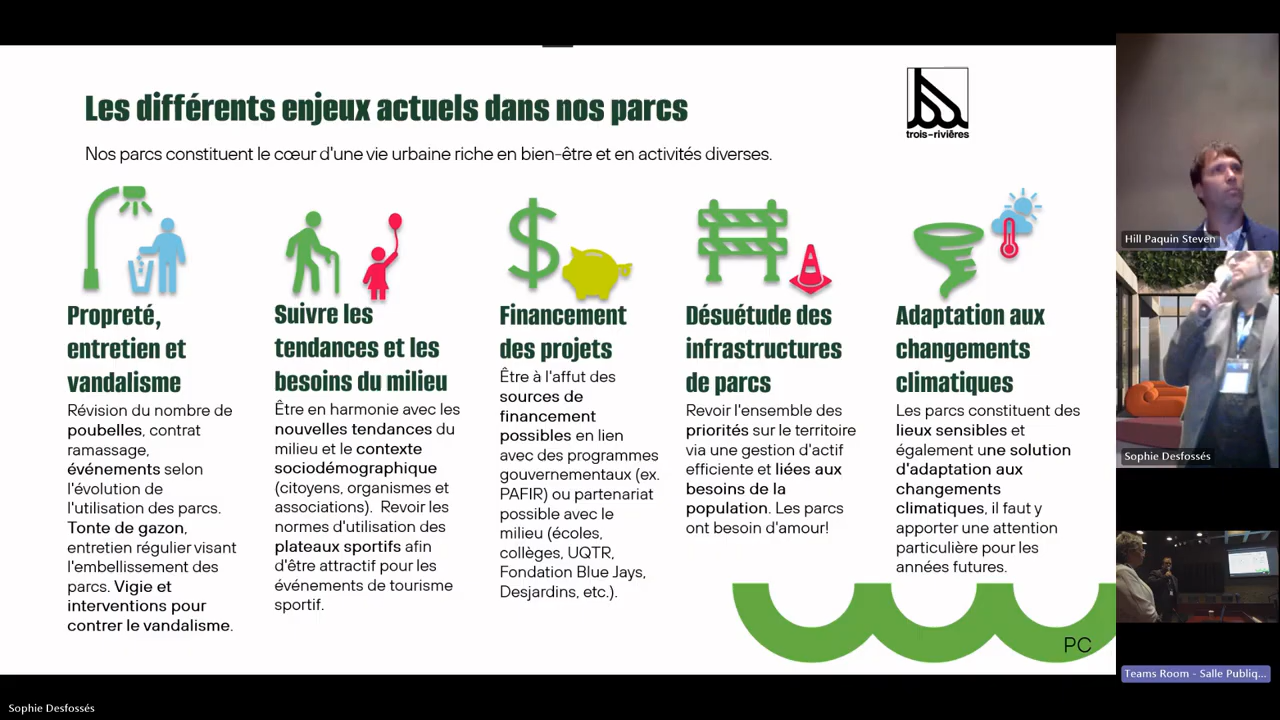 Les différents enjeux actuels dans nos parcs
trois-rivières
Nos parcs constituent le cœur d'une vie urbaine riche en bien-être et en activités diverses.
Propreté,
entretien et
vandalisme
Révision du nombre de
poubelles, contrat
ramassage,
événements selon
l'évolution de
l'utilisation des parcs.
Tonte de gazon,
entretien régulier visant
l'embellissement des
parcs. Vigie et
interventions pour
contrer le vandalisme.
Suivre les
tendances et les
besoins du milieu
Être en harmonie avec les
nouvelles tendances du
milieu et le contexte
sociodémographique
(citoyens, organismes et
associations). Revoir les
normes d'utilisation des
plateaux sportifs afin
d'être attractif pour les
événements de tourisme
sportif.
Financement
des projets
Être à l'affut des
sources de
financement
possibles en lien
avec des programmes
gouvernementaux (ex.
PAFIR) ou partenariat
possible avec le
milieu (écoles,
collèges, UQTR,
Fondation Blue Jays,
Desjardins, etc.).
Désuétude des
infrastructures
de parcs
Revoir l'ensemble des
priorités sur le territoire
via une gestion d'actif
efficiente et liées aux
besoins de la
population. Les parcs
ont besoin d'amour!
Adaptation aux
changements
climatiques
Les parcs constituent des
lieux sensibles et
également une solution
d'adaptation aux
changements
climatiques, il faut y
apporter une attention
particulière pour les
années futures.
PC
Hill Paquin Steven
Sophie Desfossés
Teams Room - Salle Publiq...
Sophie Desfossés